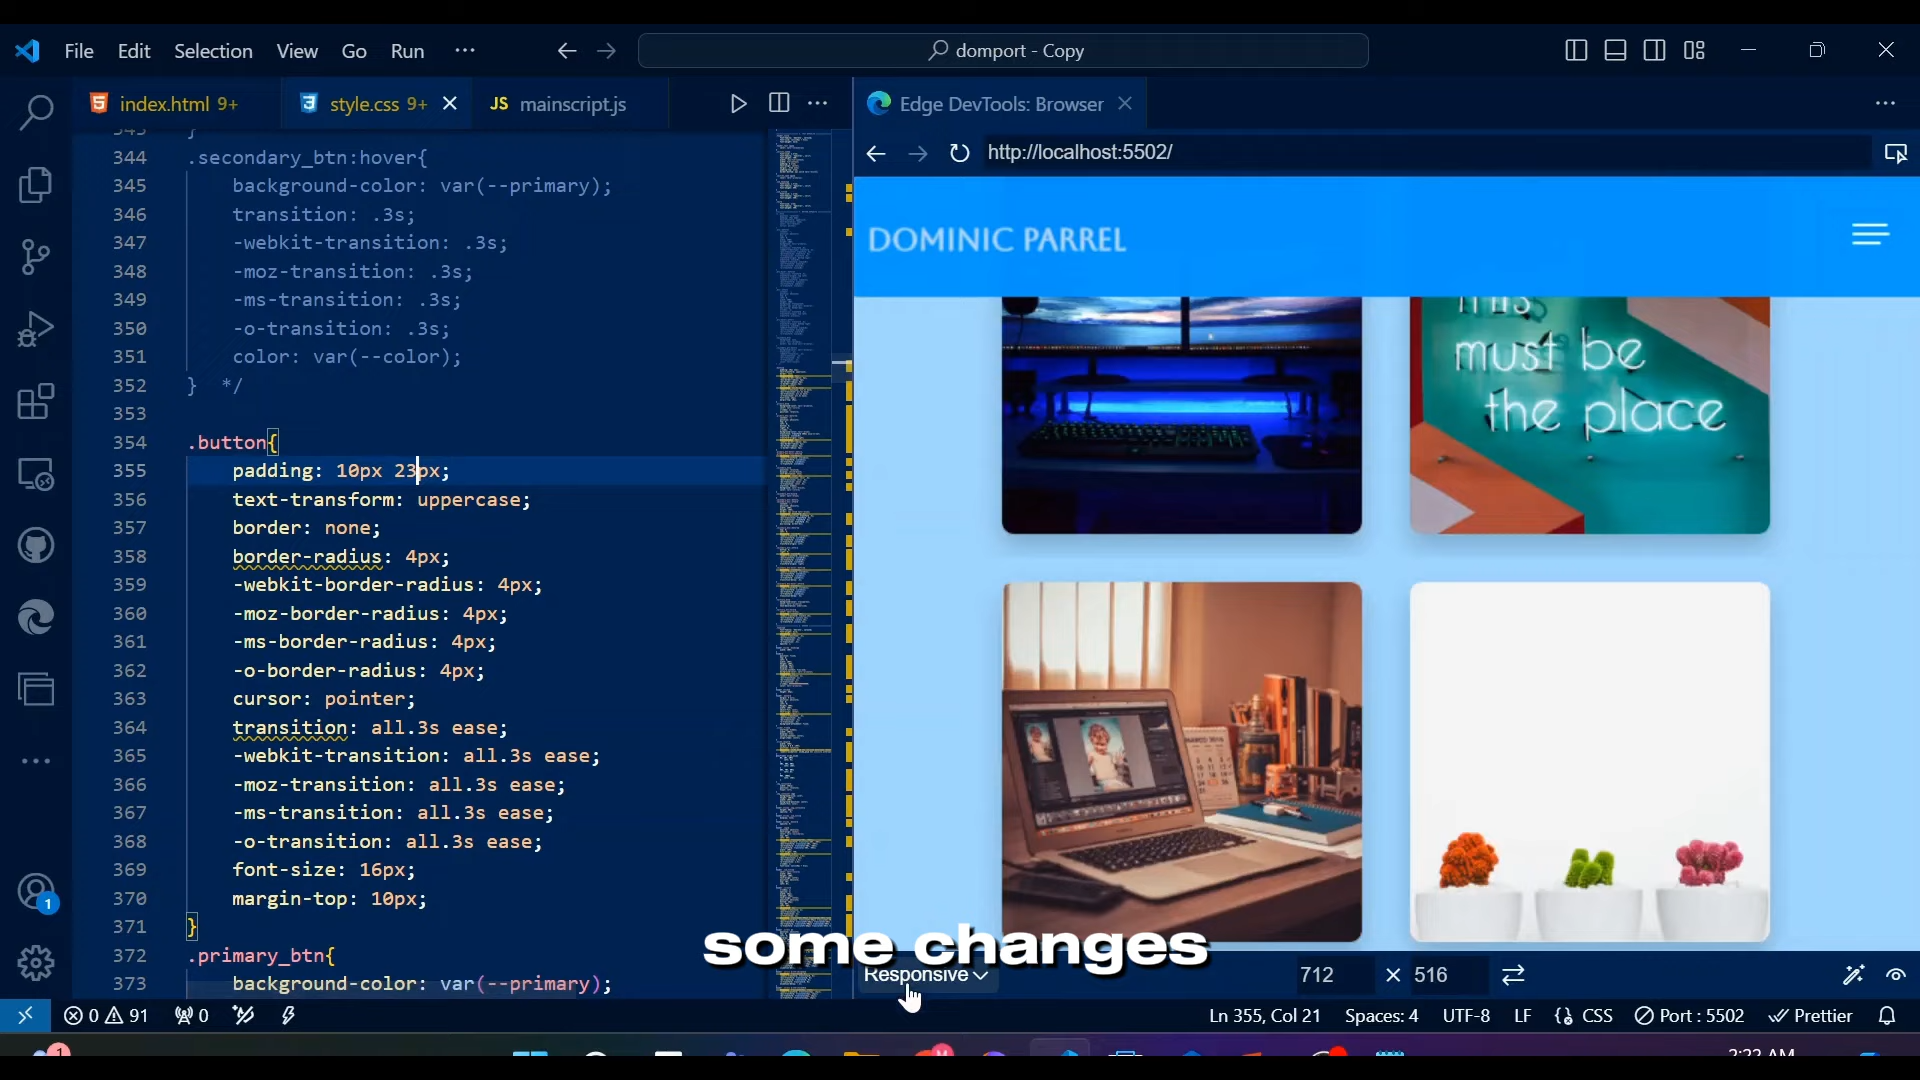 File Edit Selection View Go Run ··· domport - Copy
index.html 9+ style.css 9+ JS mainscript.js
Edge DevTools: Browser
http://localhost:5502/
344 .secondary_btn:hover{
345 background-color: var(--primary);
346 transition: .3s;
347 -webkit-transition: .3s;
348 -moz-transition: .3s;
349 -ms-transition: .3s;
350 -o-transition: .3s;
351 color: var(--color);
352 } */
353
354 .button{
355 padding: 10px 23px;
356 text-transform: uppercase;
357 border: none;
358 border-radius: 4px;
359 -webkit-border-radius: 4px;
360 -moz-border-radius: 4px;
361 -ms-border-radius: 4px;
362 -o-border-radius: 4px;
363 cursor: pointer;
364 transition: all.3s ease;
365 -webkit-transition: all.3s ease;
366 -moz-transition: all.3s ease;
367 -ms-transition: all.3s ease;
368 -o-transition: all.3s ease;
369 font-size: 16px;
370 margin-top: 10px;
371 }
372 .primary_btn{
373 background-color: var(--primary);
DOMINIC PARREL
this
must be
the place
some changes
Responsive 712 × 516
1
0 91 0 Ln 355, Col 21 Spaces: 4 UTF-8 LF CSS Port : 5502 Prettier
1 M 2:22 AM